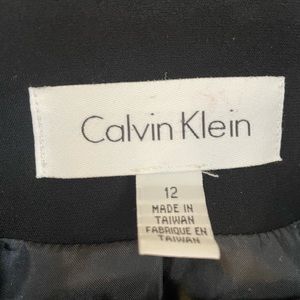 Calvin Klein
12
MADE IN
TAIWAN
FABRIQUE EN
TAIWAN